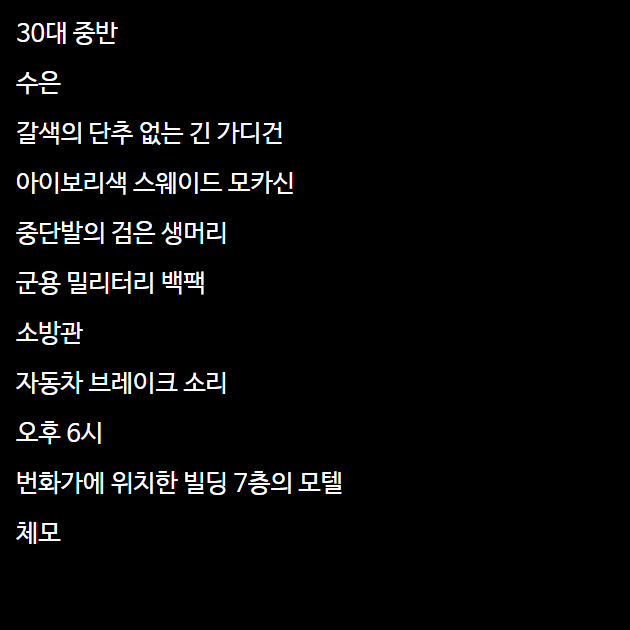 30대 중반
수은
갈색의 단추 없는 긴 가디건
아이보리색 스웨이드 모카신
중단발의 검은 생머리
군용 밀리터리 백팩
소방관
자동차 브레이크 소리
오후 6시
번화가에 위치한 빌딩 7층의 모텔
체모